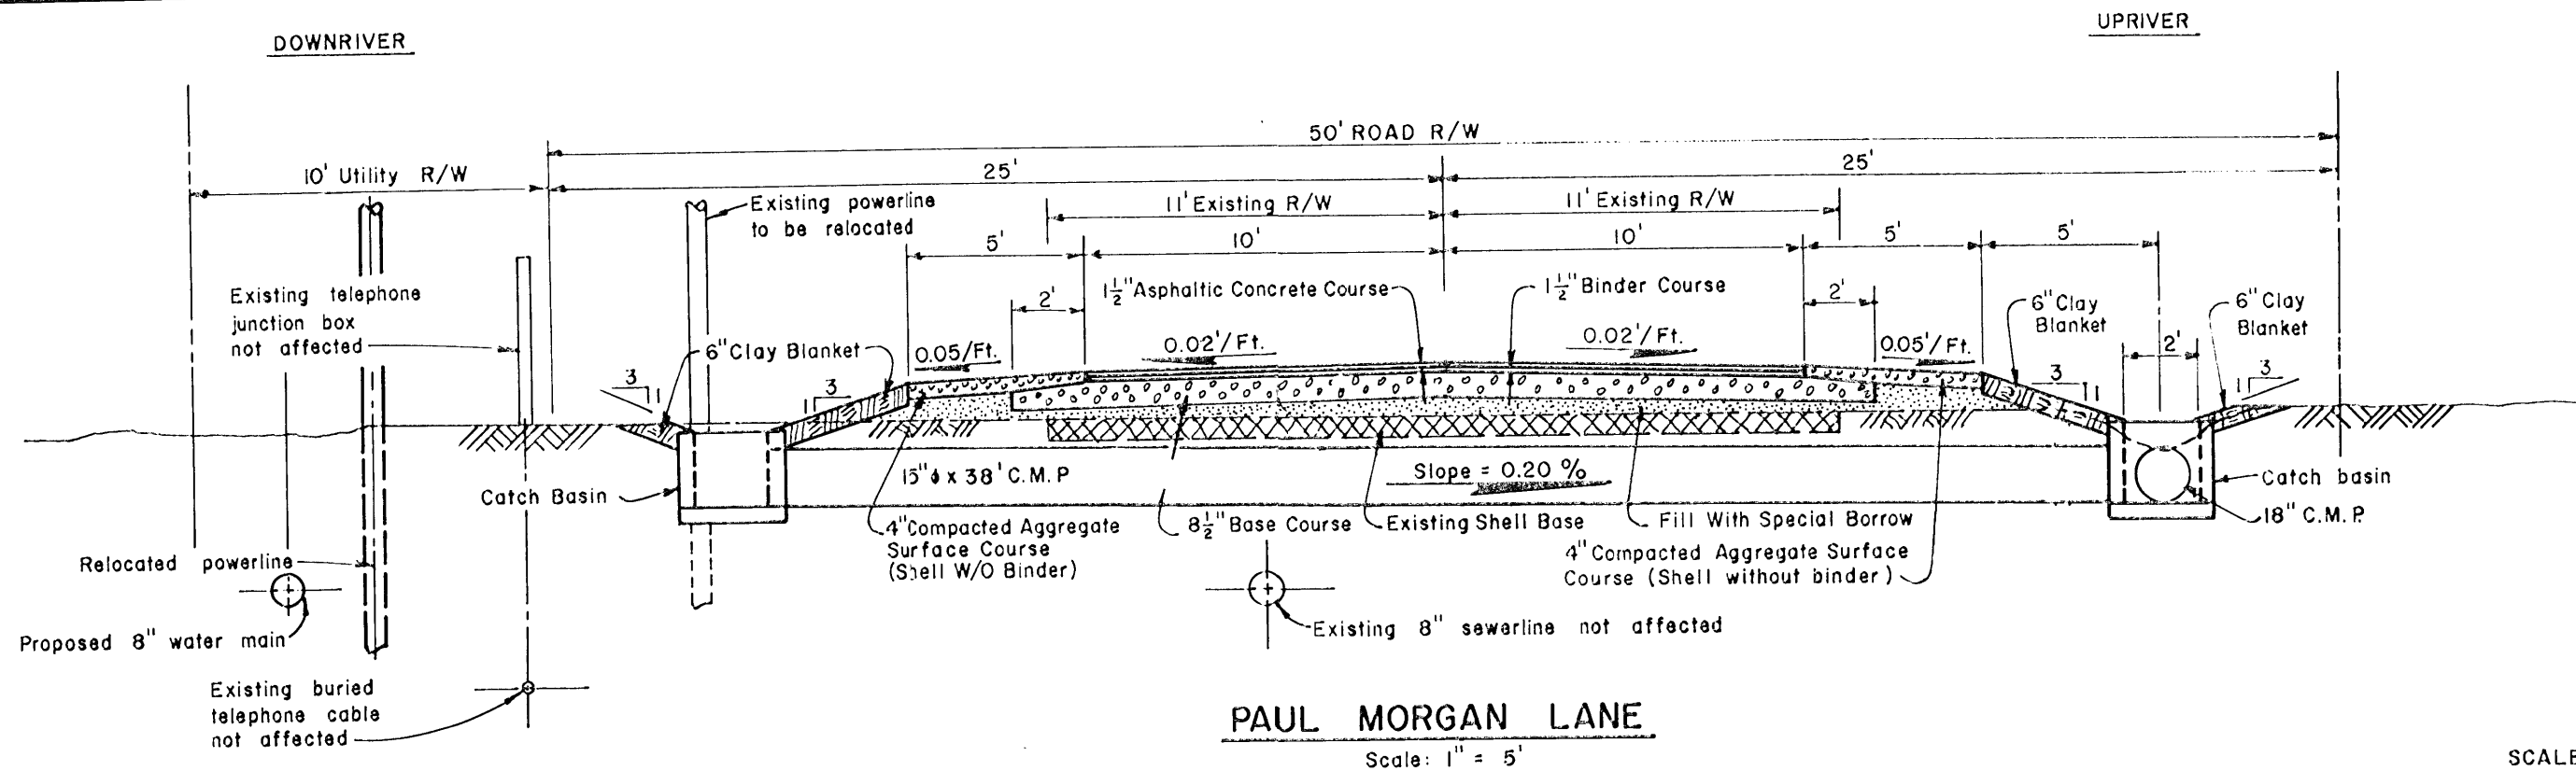 DOWNRIVER
UPRIVER
50' ROAD R/W
10' Utility R/W
25'
25'
Existing powerline
to be relocated
11' Existing R/W
11' Existing R/W
5'
10'
10'
5'
5'
Existing telephone
junction box
not affected
2'
1½" Asphaltic Concrete Course
1½" Binder Course
2'
6" Clay
Blanket
6" Clay
Blanket
2'
6" Clay Blanket
0.05/Ft.
0.02'/Ft.
0.02'/Ft.
0.05'/Ft.
3
1
3
1
3
1
3
1
Catch Basin
15"ϕ x 38' C.M.P
Slope = 0.20 %
Catch basin
18" C.M.P.
4" Compacted Aggregate
Surface Course
(Shell W/O Binder)
8½" Base Course
Existing Shell Base
Fill With Special Borrow
4" Compacted Aggregate Surface
Course (Shell without binder)
Relocated powerline
Proposed 8" water main
Existing 8" sewerline not affected
Existing buried
telephone cable
not affected
PAUL MORGAN LANE
Scale: 1" = 5'
SCALE